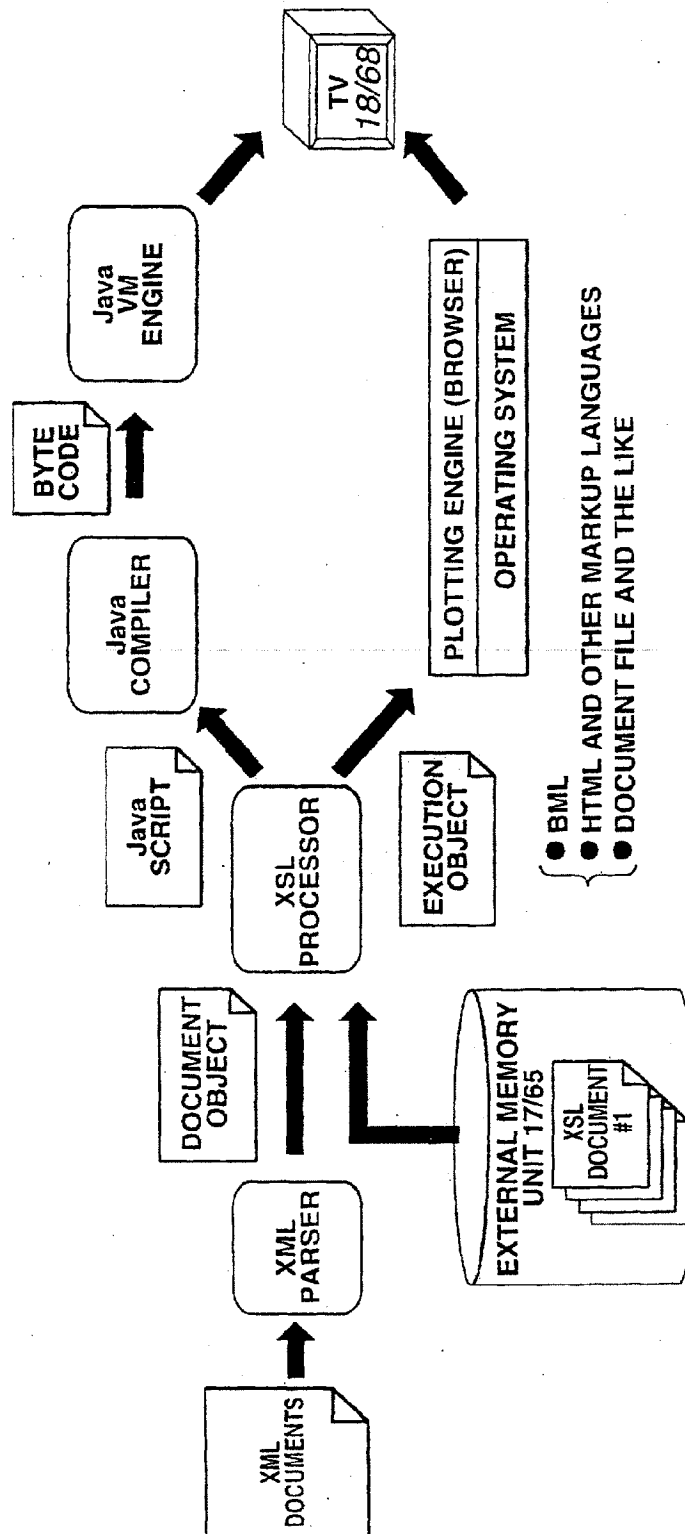 XML
DOCUMENTS
XML
PARSER
DOCUMENT
OBJECT
EXTERNAL MEMORY
UNIT 17/65
XSL
DOCUMENT
#1
XSL
PROCESSOR
Java
SCRIPT
EXECUTION
OBJECT
● BML
● HTML AND OTHER MARKUP LANGUAGES
● DOCUMENT FILE AND THE LIKE
Java
COMPILER
BYTE
CODE
Java
VM
ENGINE
PLOTTING ENGINE (BROWSER)
OPERATING SYSTEM
TV
18/68